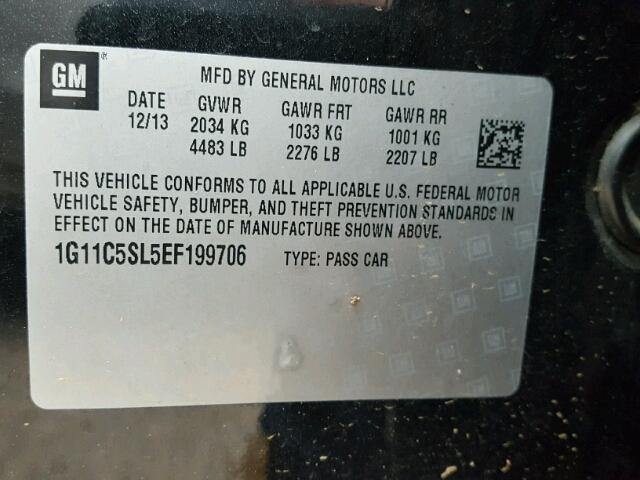 GM
MFD BY GENERAL MOTORS LLC
DATE GVWR GAWR FRT GAWR RR
12/13 2034 KG 1033 KG 1001 KG
4483 LB 2276 LB 2207 LB
THIS VEHICLE CONFORMS TO ALL APPLICABLE U.S. FEDERAL MOTOR
VEHICLE SAFETY, BUMPER, AND THEFT PREVENTION STANDARDS IN
EFFECT ON THE DATE OF MANUFACTURE SHOWN ABOVE.
1G11C5SL5EF199706 TYPE: PASS CAR